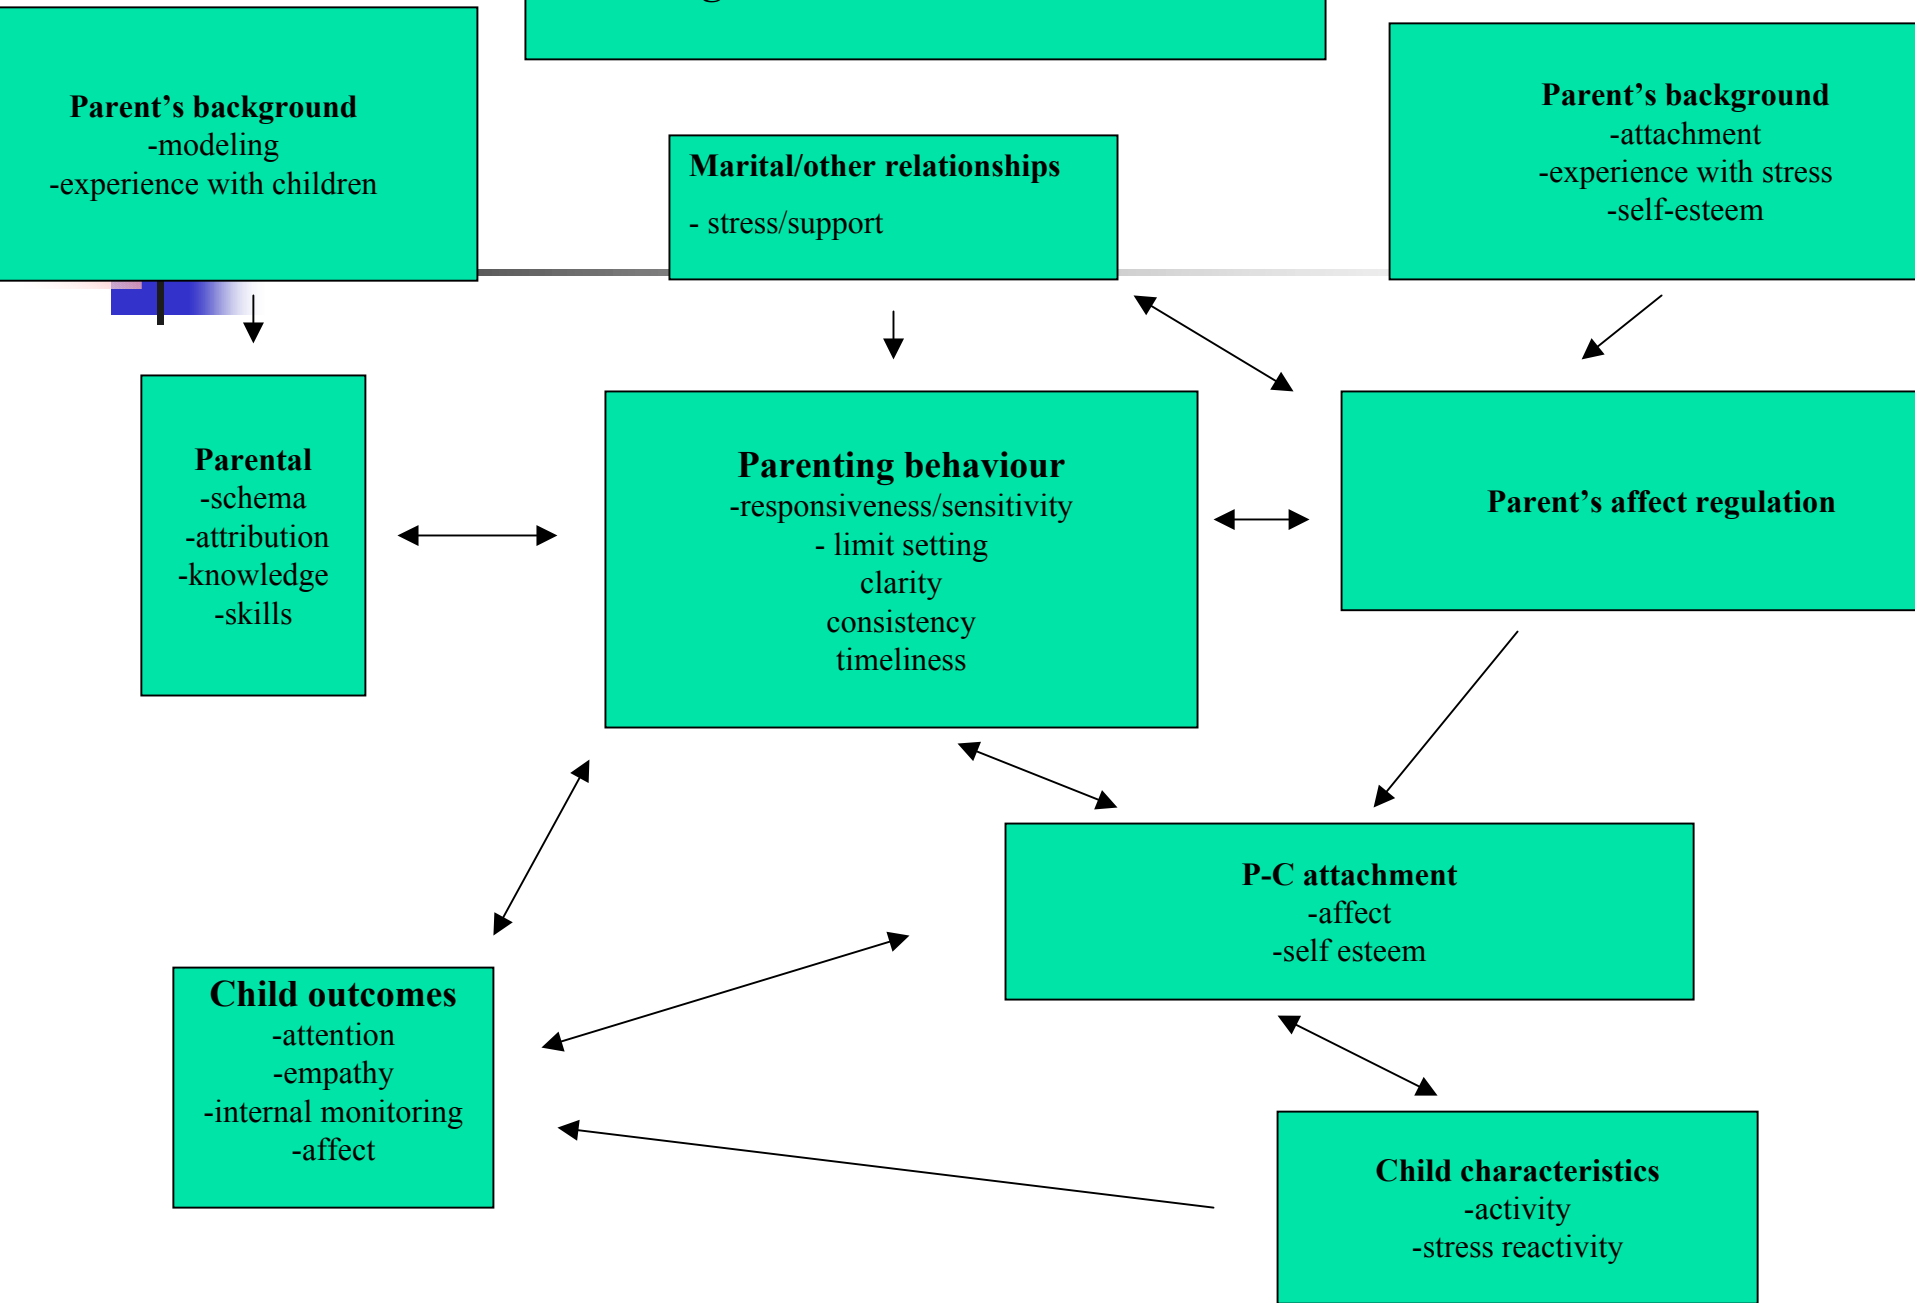 Parent’s background
-modeling
-experience with children
Marital/other relationships
- stress/support
Parent’s background
-attachment
-experience with stress
-self-esteem
Parental
-schema
-attribution
-knowledge
-skills
Parenting behaviour
-responsiveness/sensitivity
- limit setting
clarity
consistency
timeliness
Parent’s affect regulation
P-C attachment
-affect
-self esteem
Child outcomes
-attention
-empathy
-internal monitoring
-affect
Child characteristics
-activity
-stress reactivity